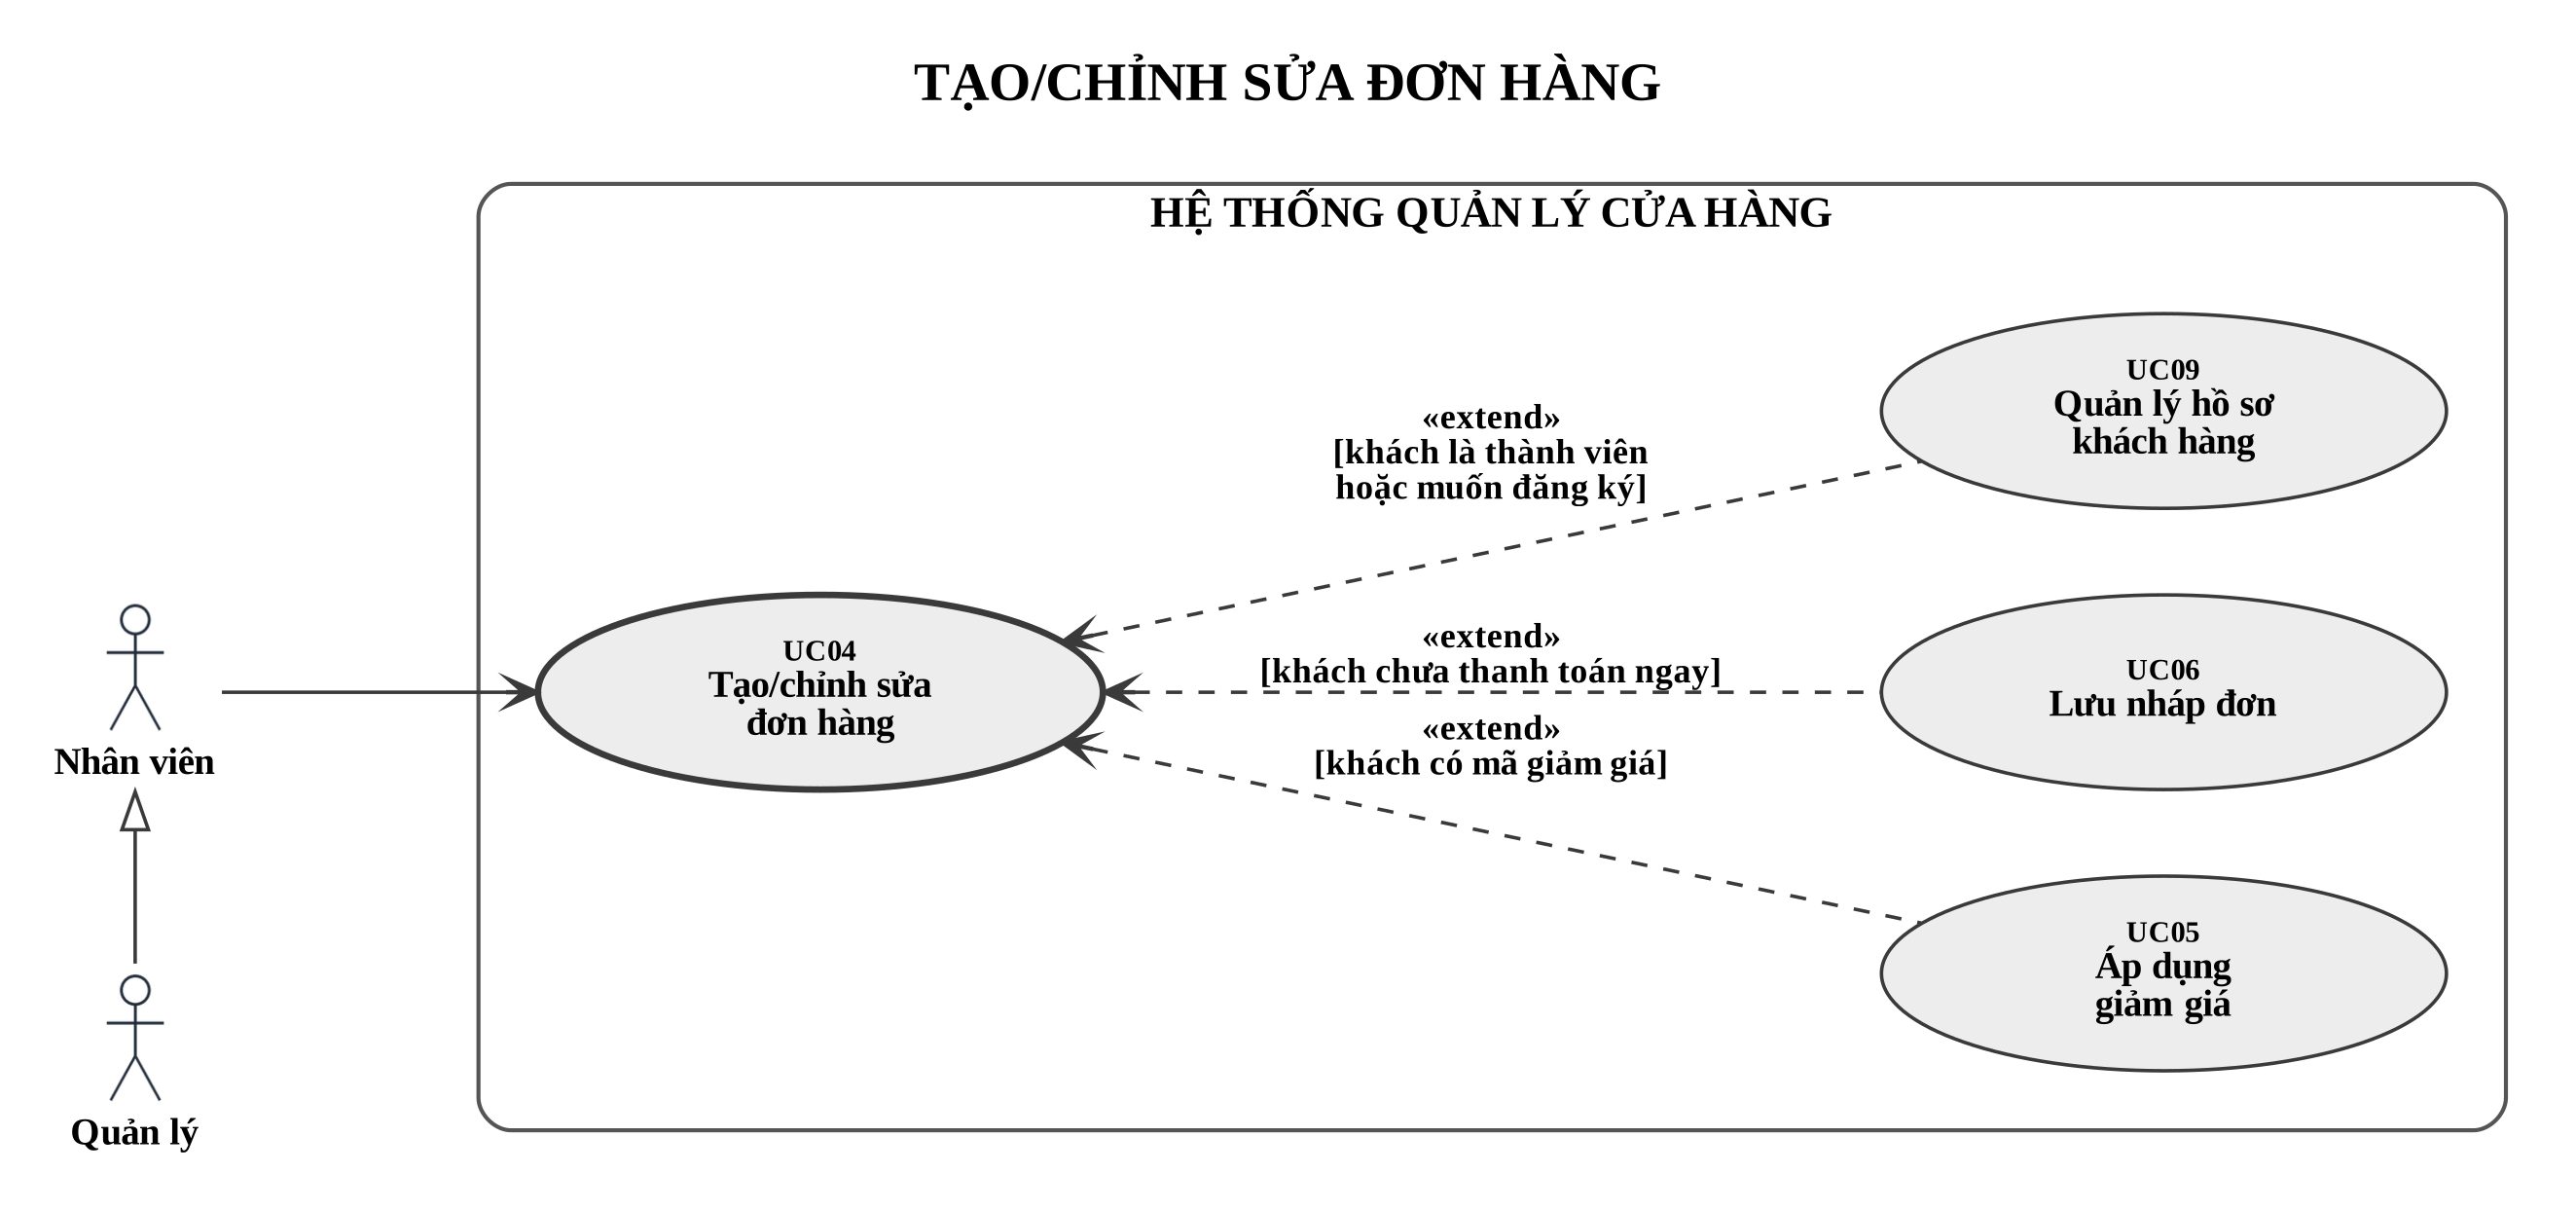 TẠO/CHỈNH SỬA ĐƠN HÀNG
HỆ THỐNG QUẢN LÝ CỬA HÀNG
UC09
Quản lý hồ sơ
khách hàng
«extend»
[khách là thành viên
hoặc muốn đăng ký]
UC04
Tạo/chỉnh sửa
đơn hàng
«extend»
[khách chưa thanh toán ngay]
UC06
Lưu nháp đơn
«extend»
[khách có mã giảm giá]
Nhân viên
UC05
Áp dụng
giảm giá
Quản lý